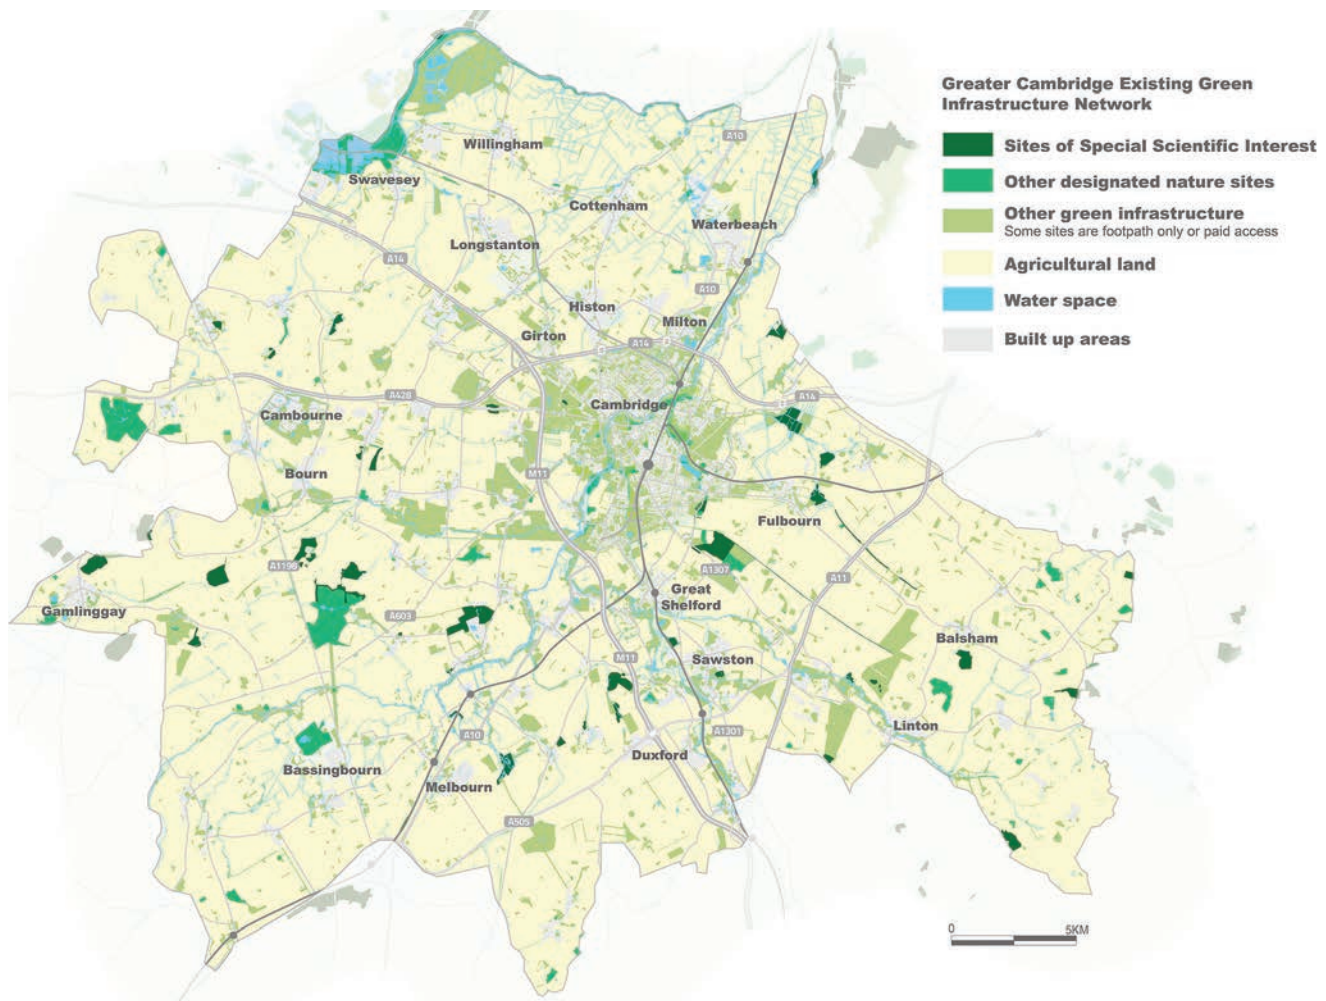 Greater Cambridge Existing Green
Infrastructure Network
Sites of Special Scientific Interest
Other designated nature sites
Other green infrastructure
Some sites are footpath only or paid access
Agricultural land
Water space
Built up areas
Willingham
A10
Swavesey
Cottenham
Waterbeach
Longstanton
A14
A10
Histon
Milton
Girton
A14
A428
A14
Cambridge
Cambourne
Bourn
M11
Fulbourn
A1198
A1307
A11
Great
Shelford
Gamlinggay
A603
Balsham
M11
Sawston
Linton
A10
A1301
Duxford
Bassingbourn
Melbourn
A505
0
5KM